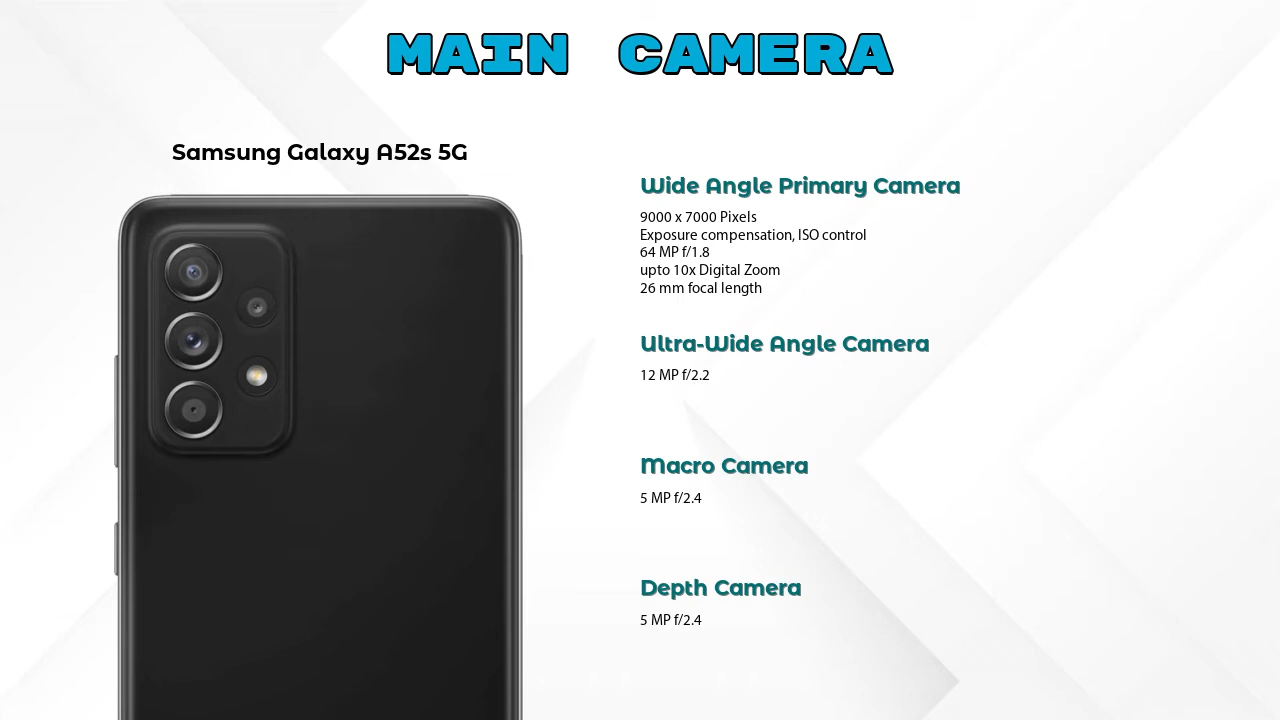 MAIN CAMERA
Samsung Galaxy A52s 5G
Wide Angle Primary Camera
9000 x 7000 Pixels
Exposure compensation, ISO control
64 MP f/1.8
upto 10x Digital Zoom
26 mm focal length
Ultra-Wide Angle Camera
12 MP f/2.2
Macro Camera
5 MP f/2.4
Depth Camera
5 MP f/2.4